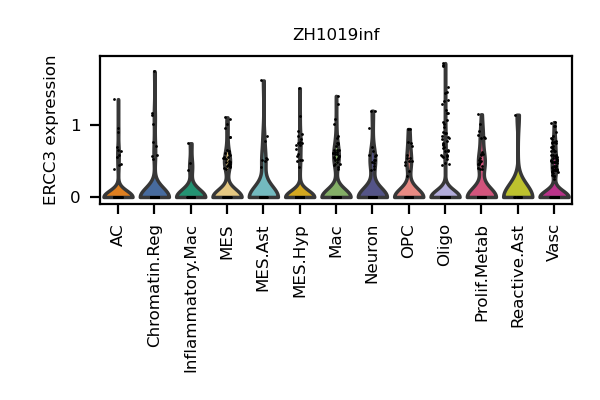 ZH1019inf
ERCC3 expression
1
0
AC
Chromatin.Reg
Inflammatory.Mac
MES
MES.Ast
MES.Hyp
Mac
Neuron
OPC
Oligo
Prolif.Metab
Reactive.Ast
Vasc